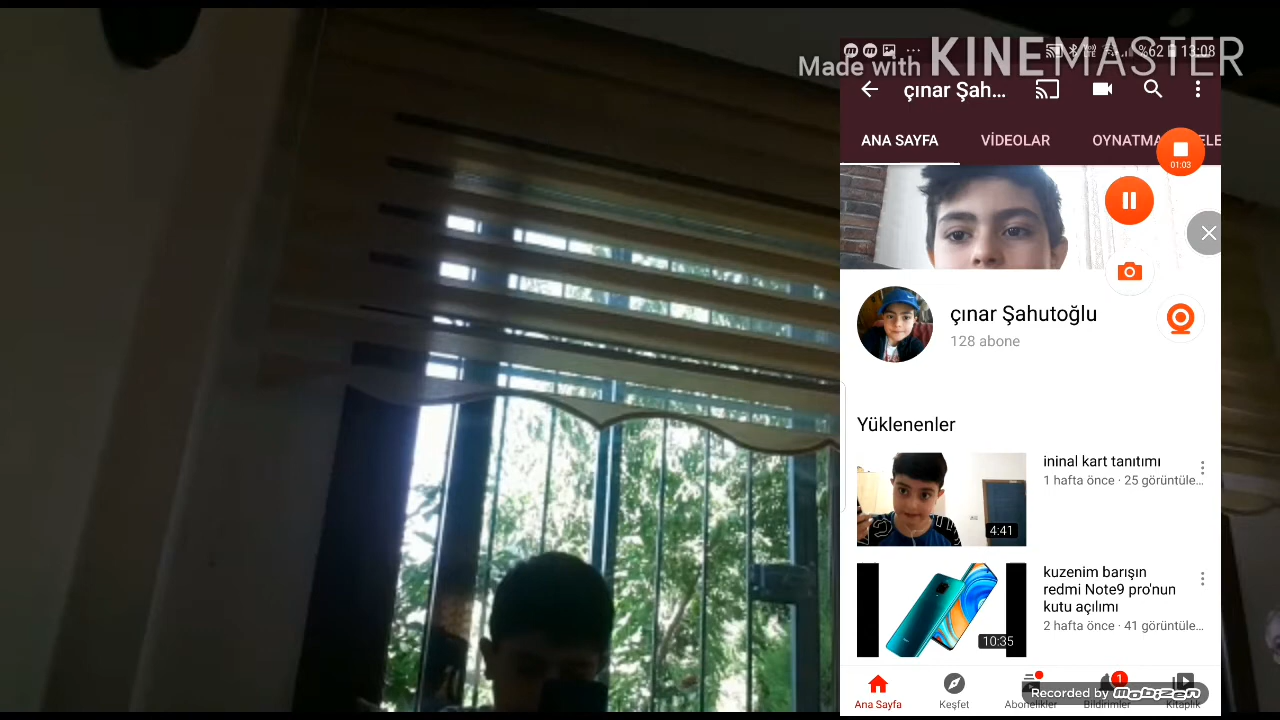 Made with KINEMASTER
%62 13:08
çınar Şah...
ANA SAYFA VİDEOLAR
01:03
çınar Şahutoğlu
128 abone
Yüklenenler
ininal kart tanıtımı
1 hafta önce · 25 görüntüle...
4:41
kuzenim barışın
redmi Note9 pro'nun
kutu açılımı
2 hafta önce · 41 görüntüle...
10:35
1
Recorded by mobizen
Ana Sayfa Keşfet Abonelikler Bildirimler Kitaplık